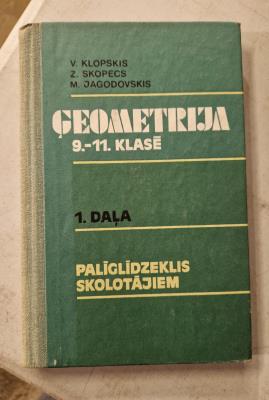 V. KLOPSKIS
Z. SKOPECS
M. JAGODOVSKIS
ĢEOMETRIJA
9.-11. KLASĒ
1. DAĻA
PALĪGLĪDZEKLIS
SKOLOTĀJIEM